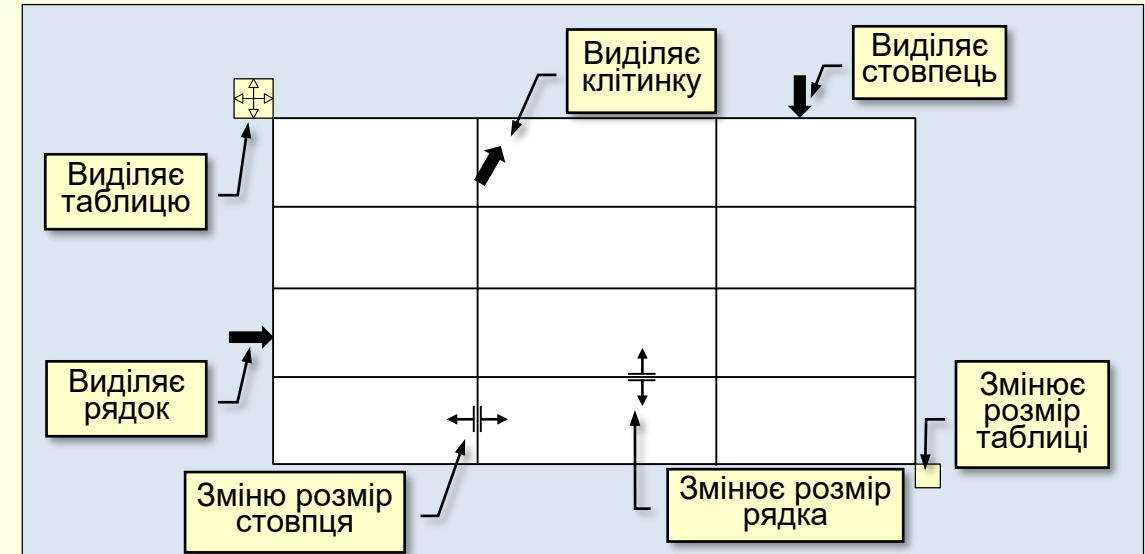 Виділяє
клітинку
Виділяє
стовпець
Виділяє
таблицю
Виділяє
рядок
Змінює
розмір
таблиці
Зміню розмір
стовпця
Змінює розмір
рядка